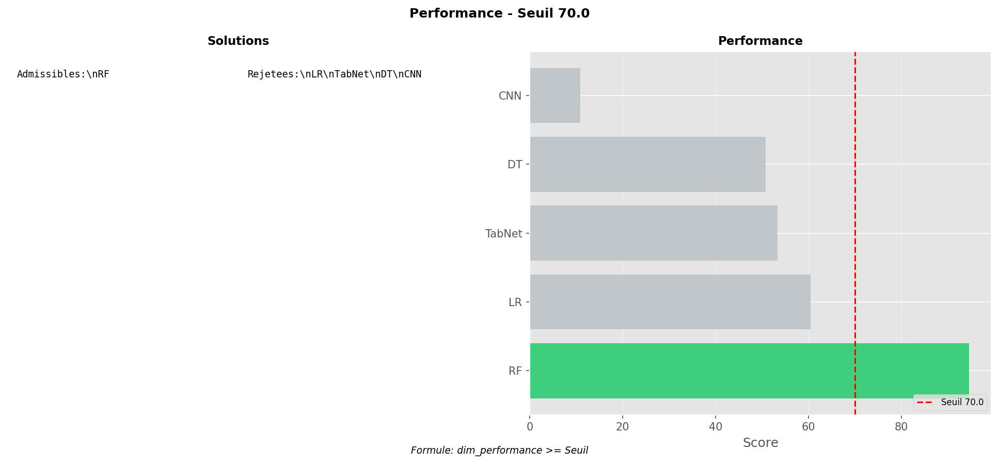 Performance - Seuil 70.0
Solutions
Admissibles:\nRF
Rejetees:\nLR\nTabNet\nDT\nCNN
Performance
CNN
DT
TabNet
LR
RF
Seuil 70.0
0 20 40 60 80
Score
Formule: dim_performance >= Seuil